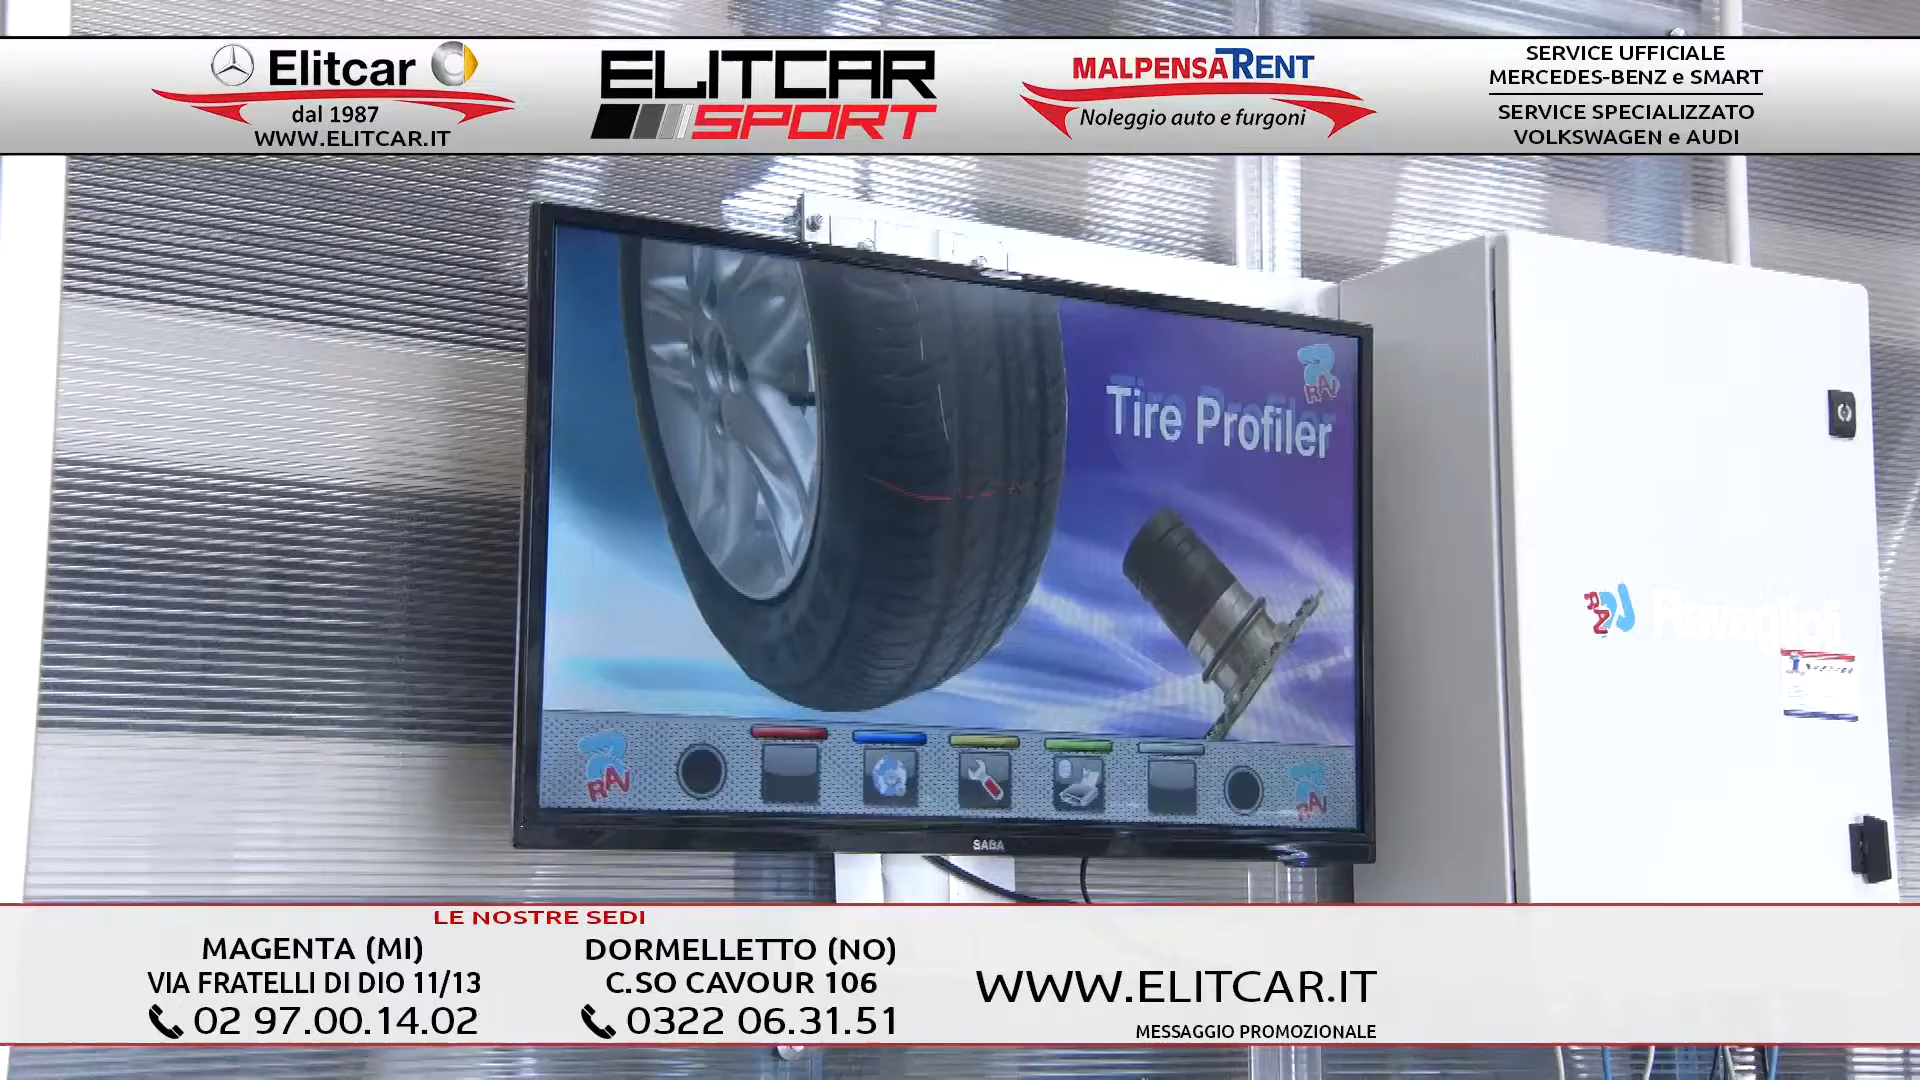 Elitcar
dal 1987
WWW.ELITCAR.IT
ELITCAR
SPORT
MALPENSARENT
Noleggio auto e furgoni
SERVICE UFFICIALE
MERCEDES-BENZ e SMART
SERVICE SPECIALIZZATO
VOLKSWAGEN e AUDI
RAV
Tire Profiler
RAV
RAV
SABA
RAV
Ravaglioli
LE NOSTRE SEDI
MAGENTA (MI)
VIA FRATELLI DI DIO 11/13
02 97.00.14.02
DORMELLETTO (NO)
C.SO CAVOUR 106
0322 06.31.51
WWW.ELITCAR.IT
MESSAGGIO PROMOZIONALE